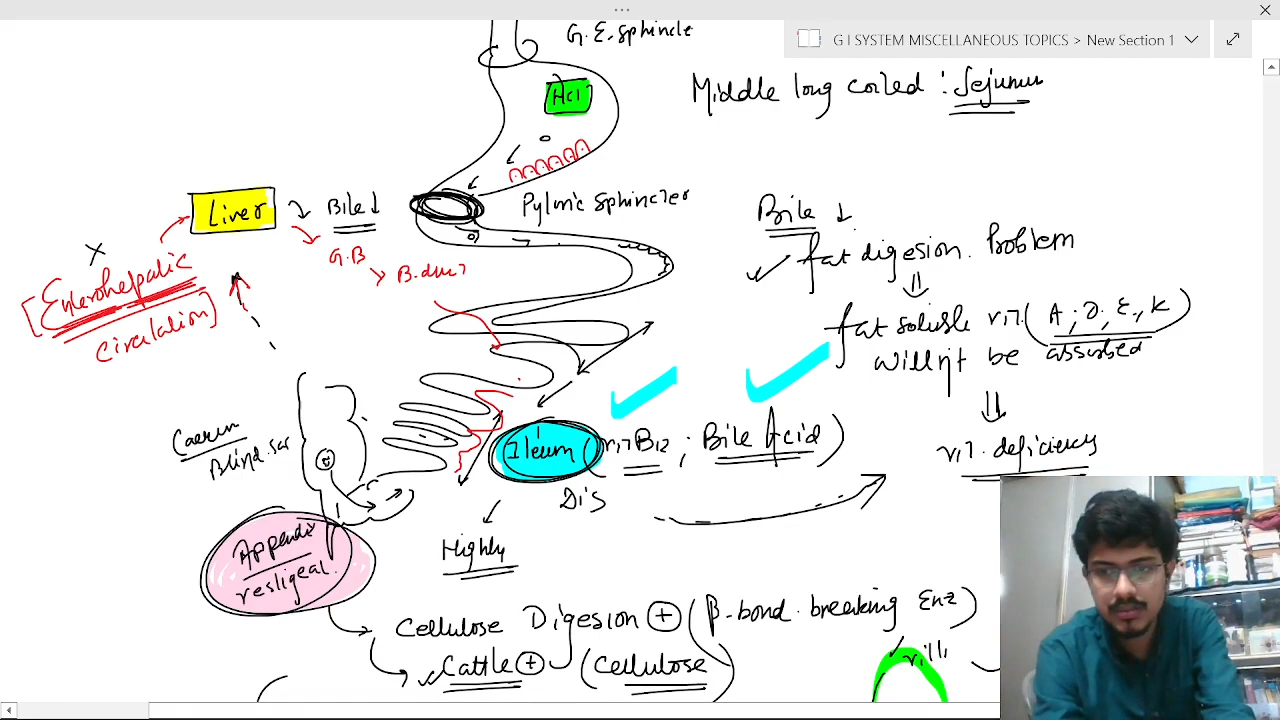 G.E. sphincte
G I SYSTEM MISCELLANEOUS TOPICS > New Section 1
HCl
Middle long coiled : Jejunum
Liver
Bile↓
Pyloric sphincter
Bile ↓
G.B
B. duct
fat digesion. Problem
Enterohepatic
circulation
fat soluble vit. (A ; D ; E, K)
will n't be absorbed
Caecum
Blind. Sac
Ileum (vit B12 ; Bile Acid)
vit. deficiency
Dis
Highly
Appendix
vestigeal
Cellulose Digesion + (β-bond. breaking Enz)
Cattle + (Cellulose)
villi